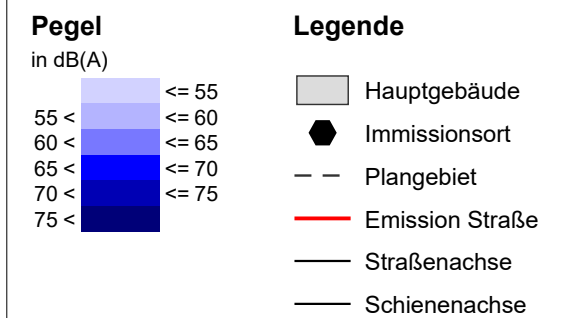 Pegel
in dB(A)
<= 55
55 < <= 60
60 < <= 65
65 < <= 70
70 < <= 75
75 <
Legende
Hauptgebäude
Immissionsort
Plangebiet
Emission Straße
Straßenachse
Schienenachse